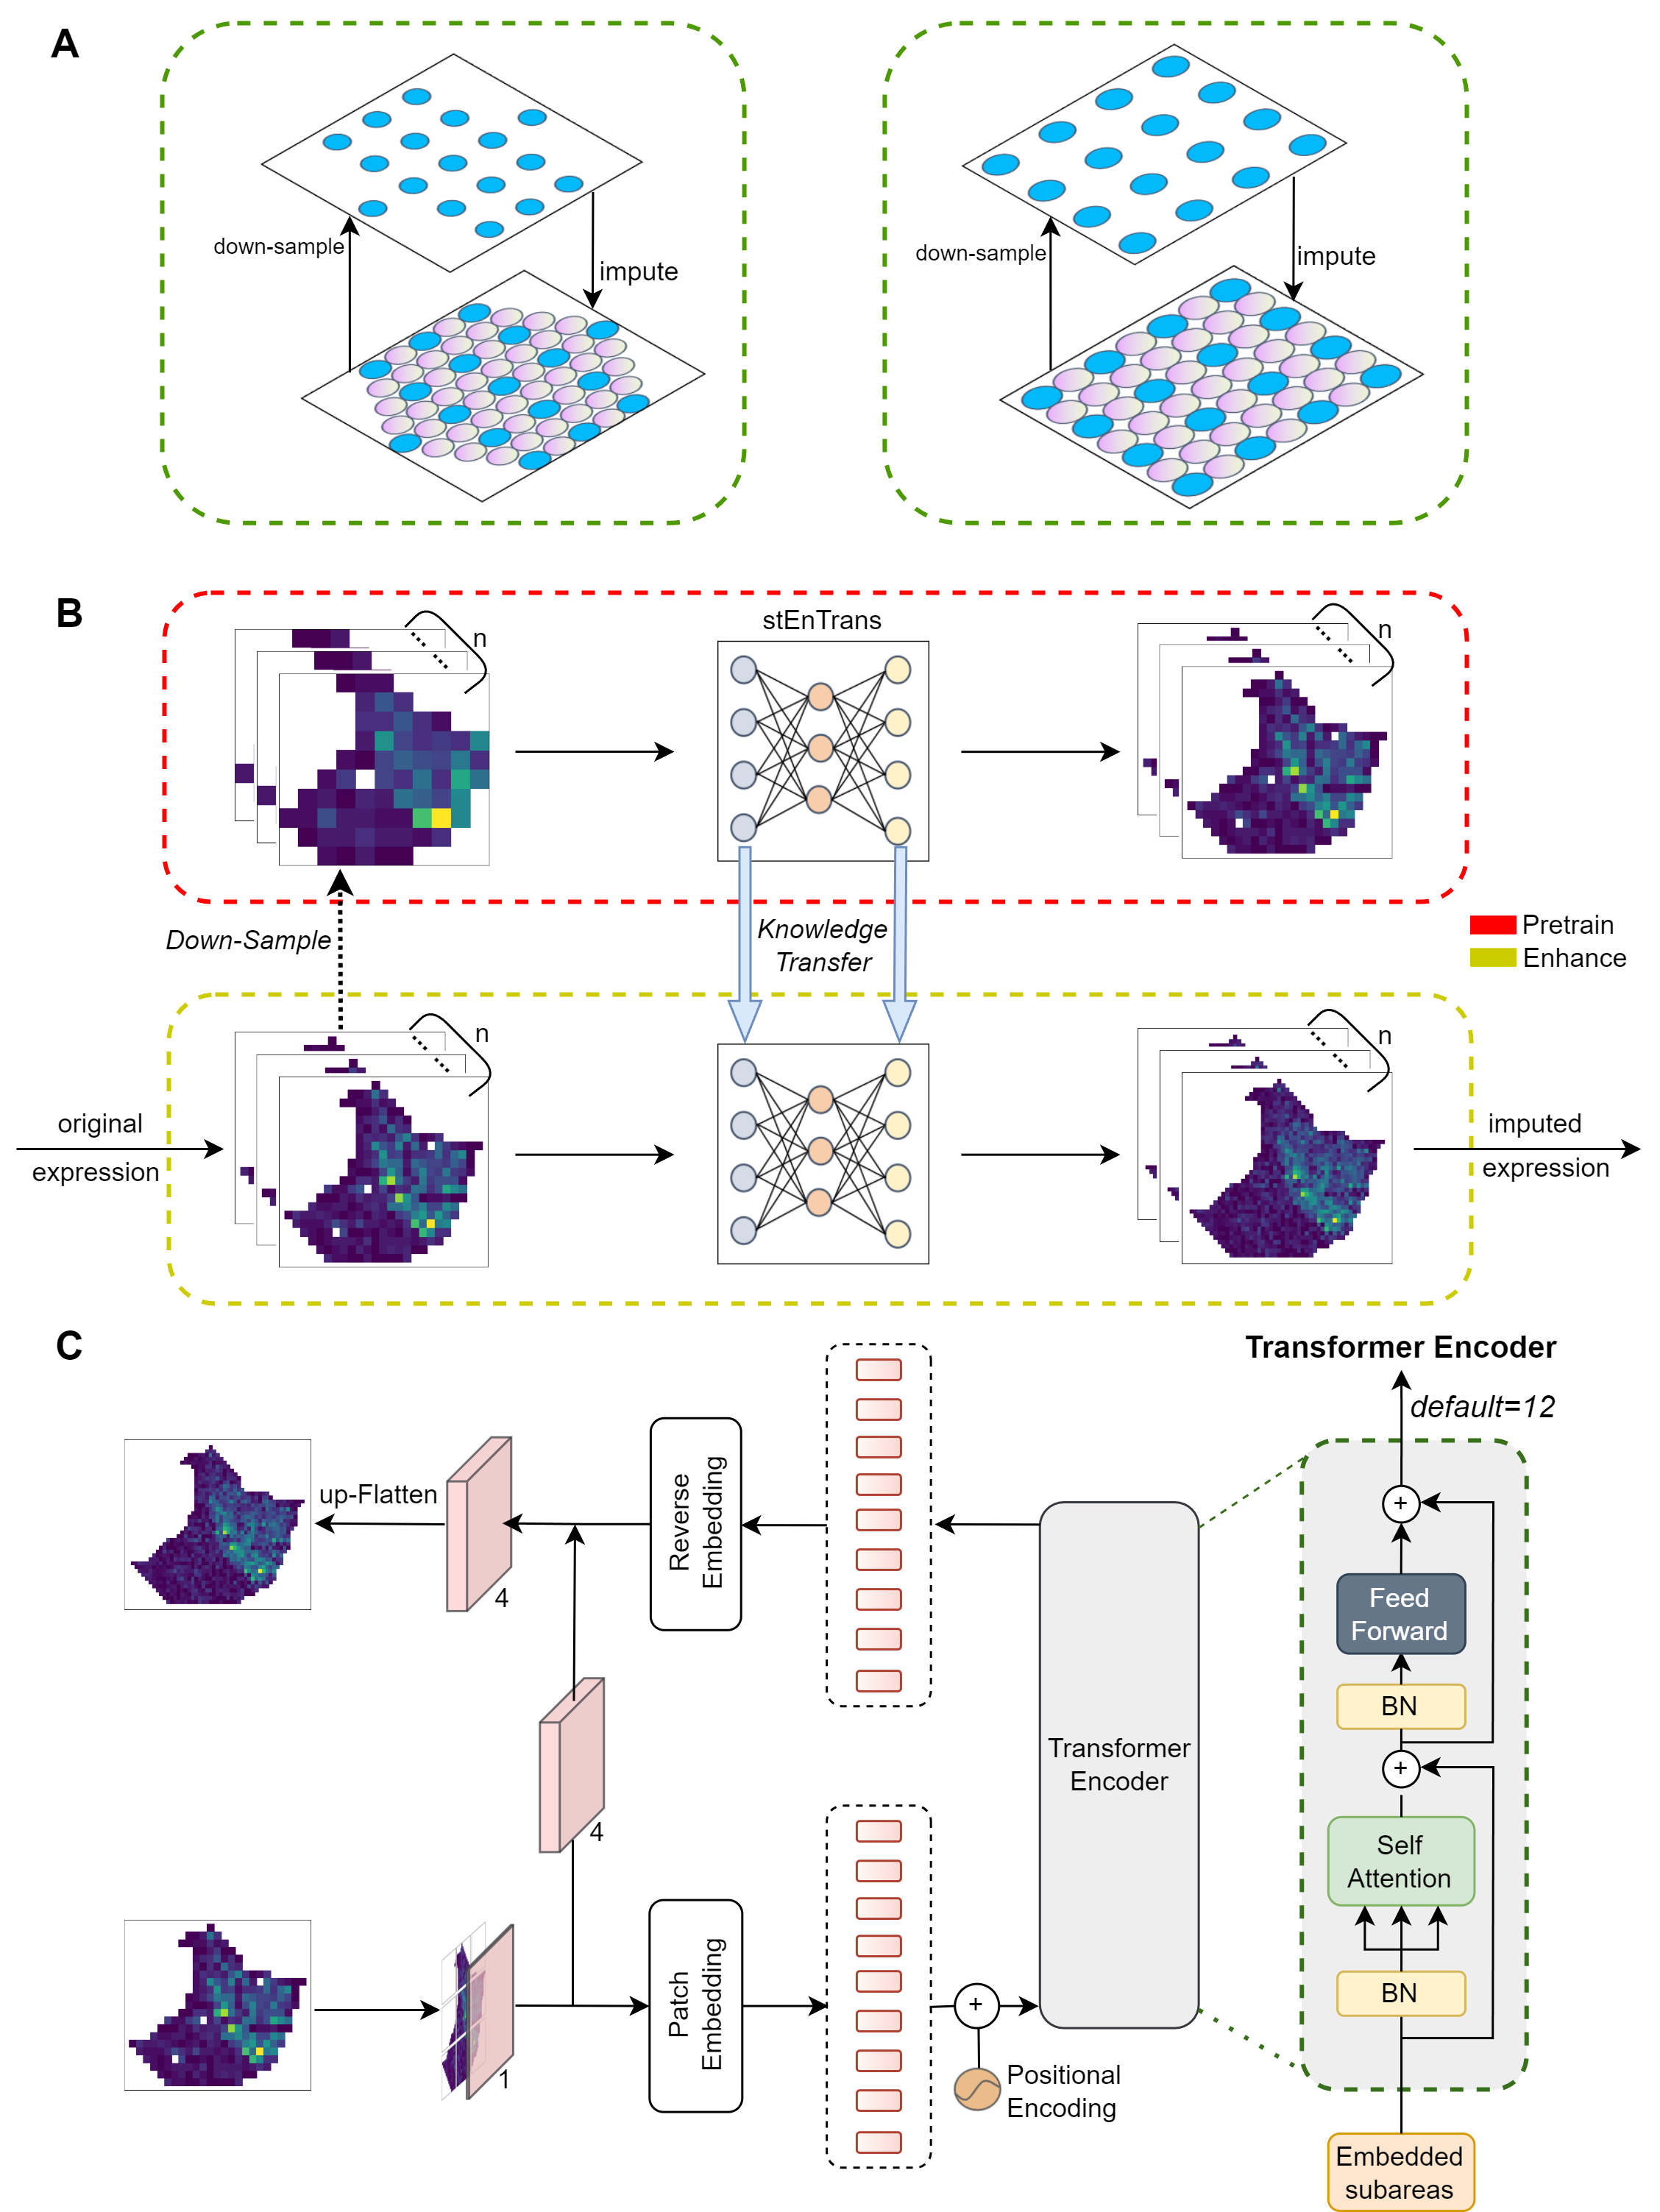 A
down-sample
impute
down-sample
impute
B
n
stEnTrans
n
Down-Sample
Knowledge
Transfer
Pretrain
Enhance
n
n
original
expression
imputed
expression
C
Transformer Encoder
default=12
up-Flatten
4
Reverse
Embedding
+
Feed
Forward
BN
+
Transformer
Encoder
4
Self
Attention
BN
1
Patch
Embedding
+
Positional
Encoding
Embedded
subareas